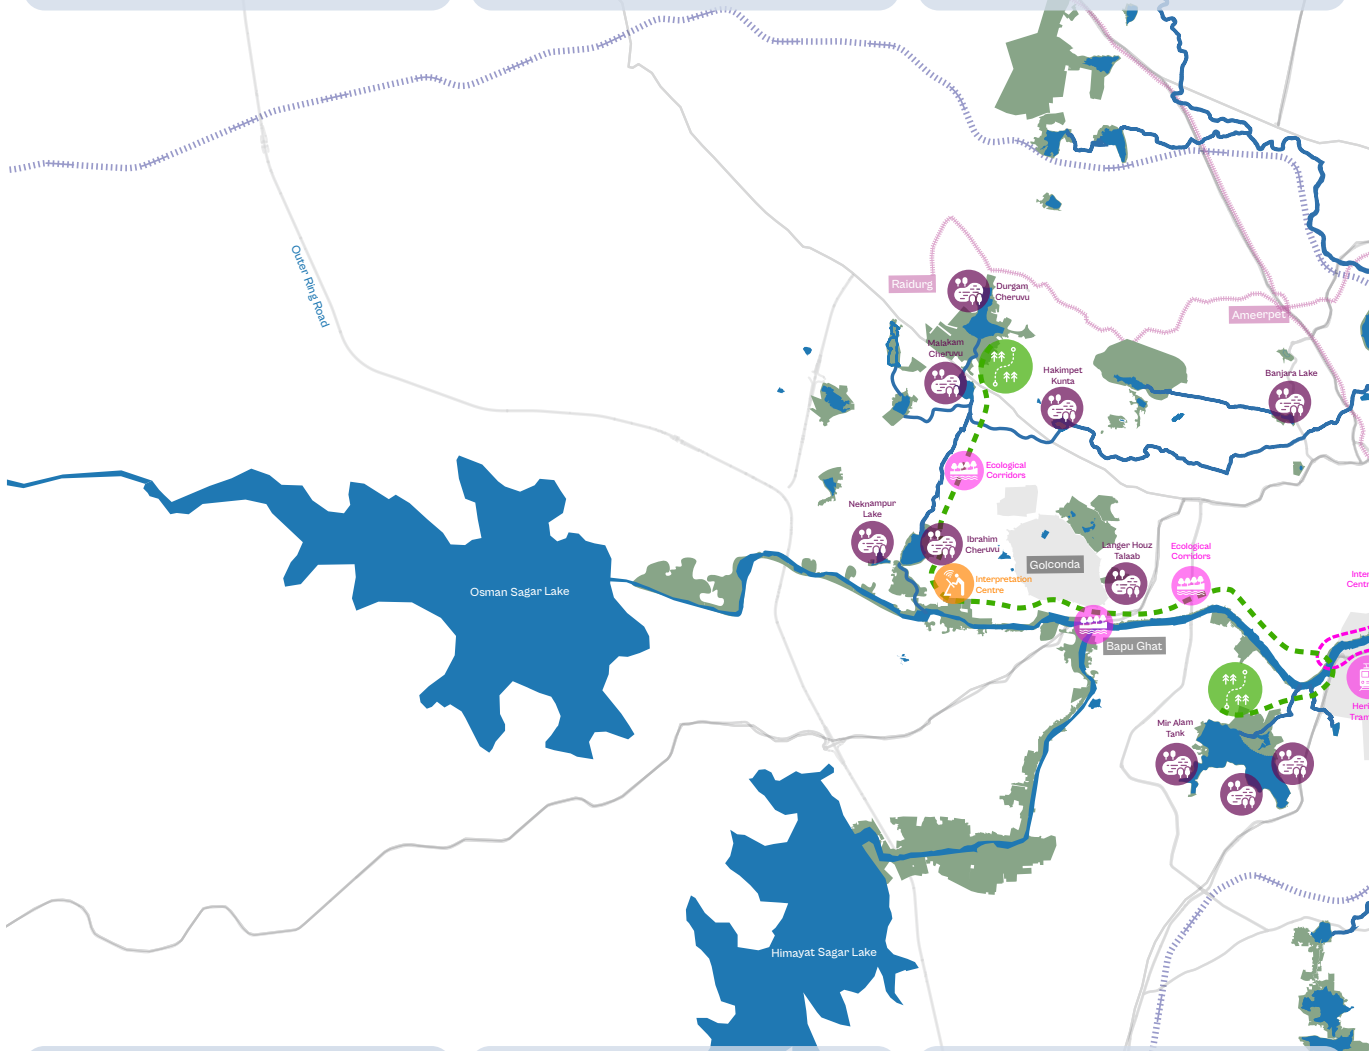 Outer Ring Road
Raidurg
Durgam
Cheruvu
Ameerpet
Malakam
Cheruvu
Hakimpet
Kunta
Banjara Lake
Ecological
Corridors
Neknampur
Lake
Ibrahim
Cheruvu
Langer Houz
Talaab
Ecological
Corridors
Golconda
Interpretation
Centre
Osman Sagar Lake
Bapu Ghat
Mir Alam
Tank
Himayat Sagar Lake